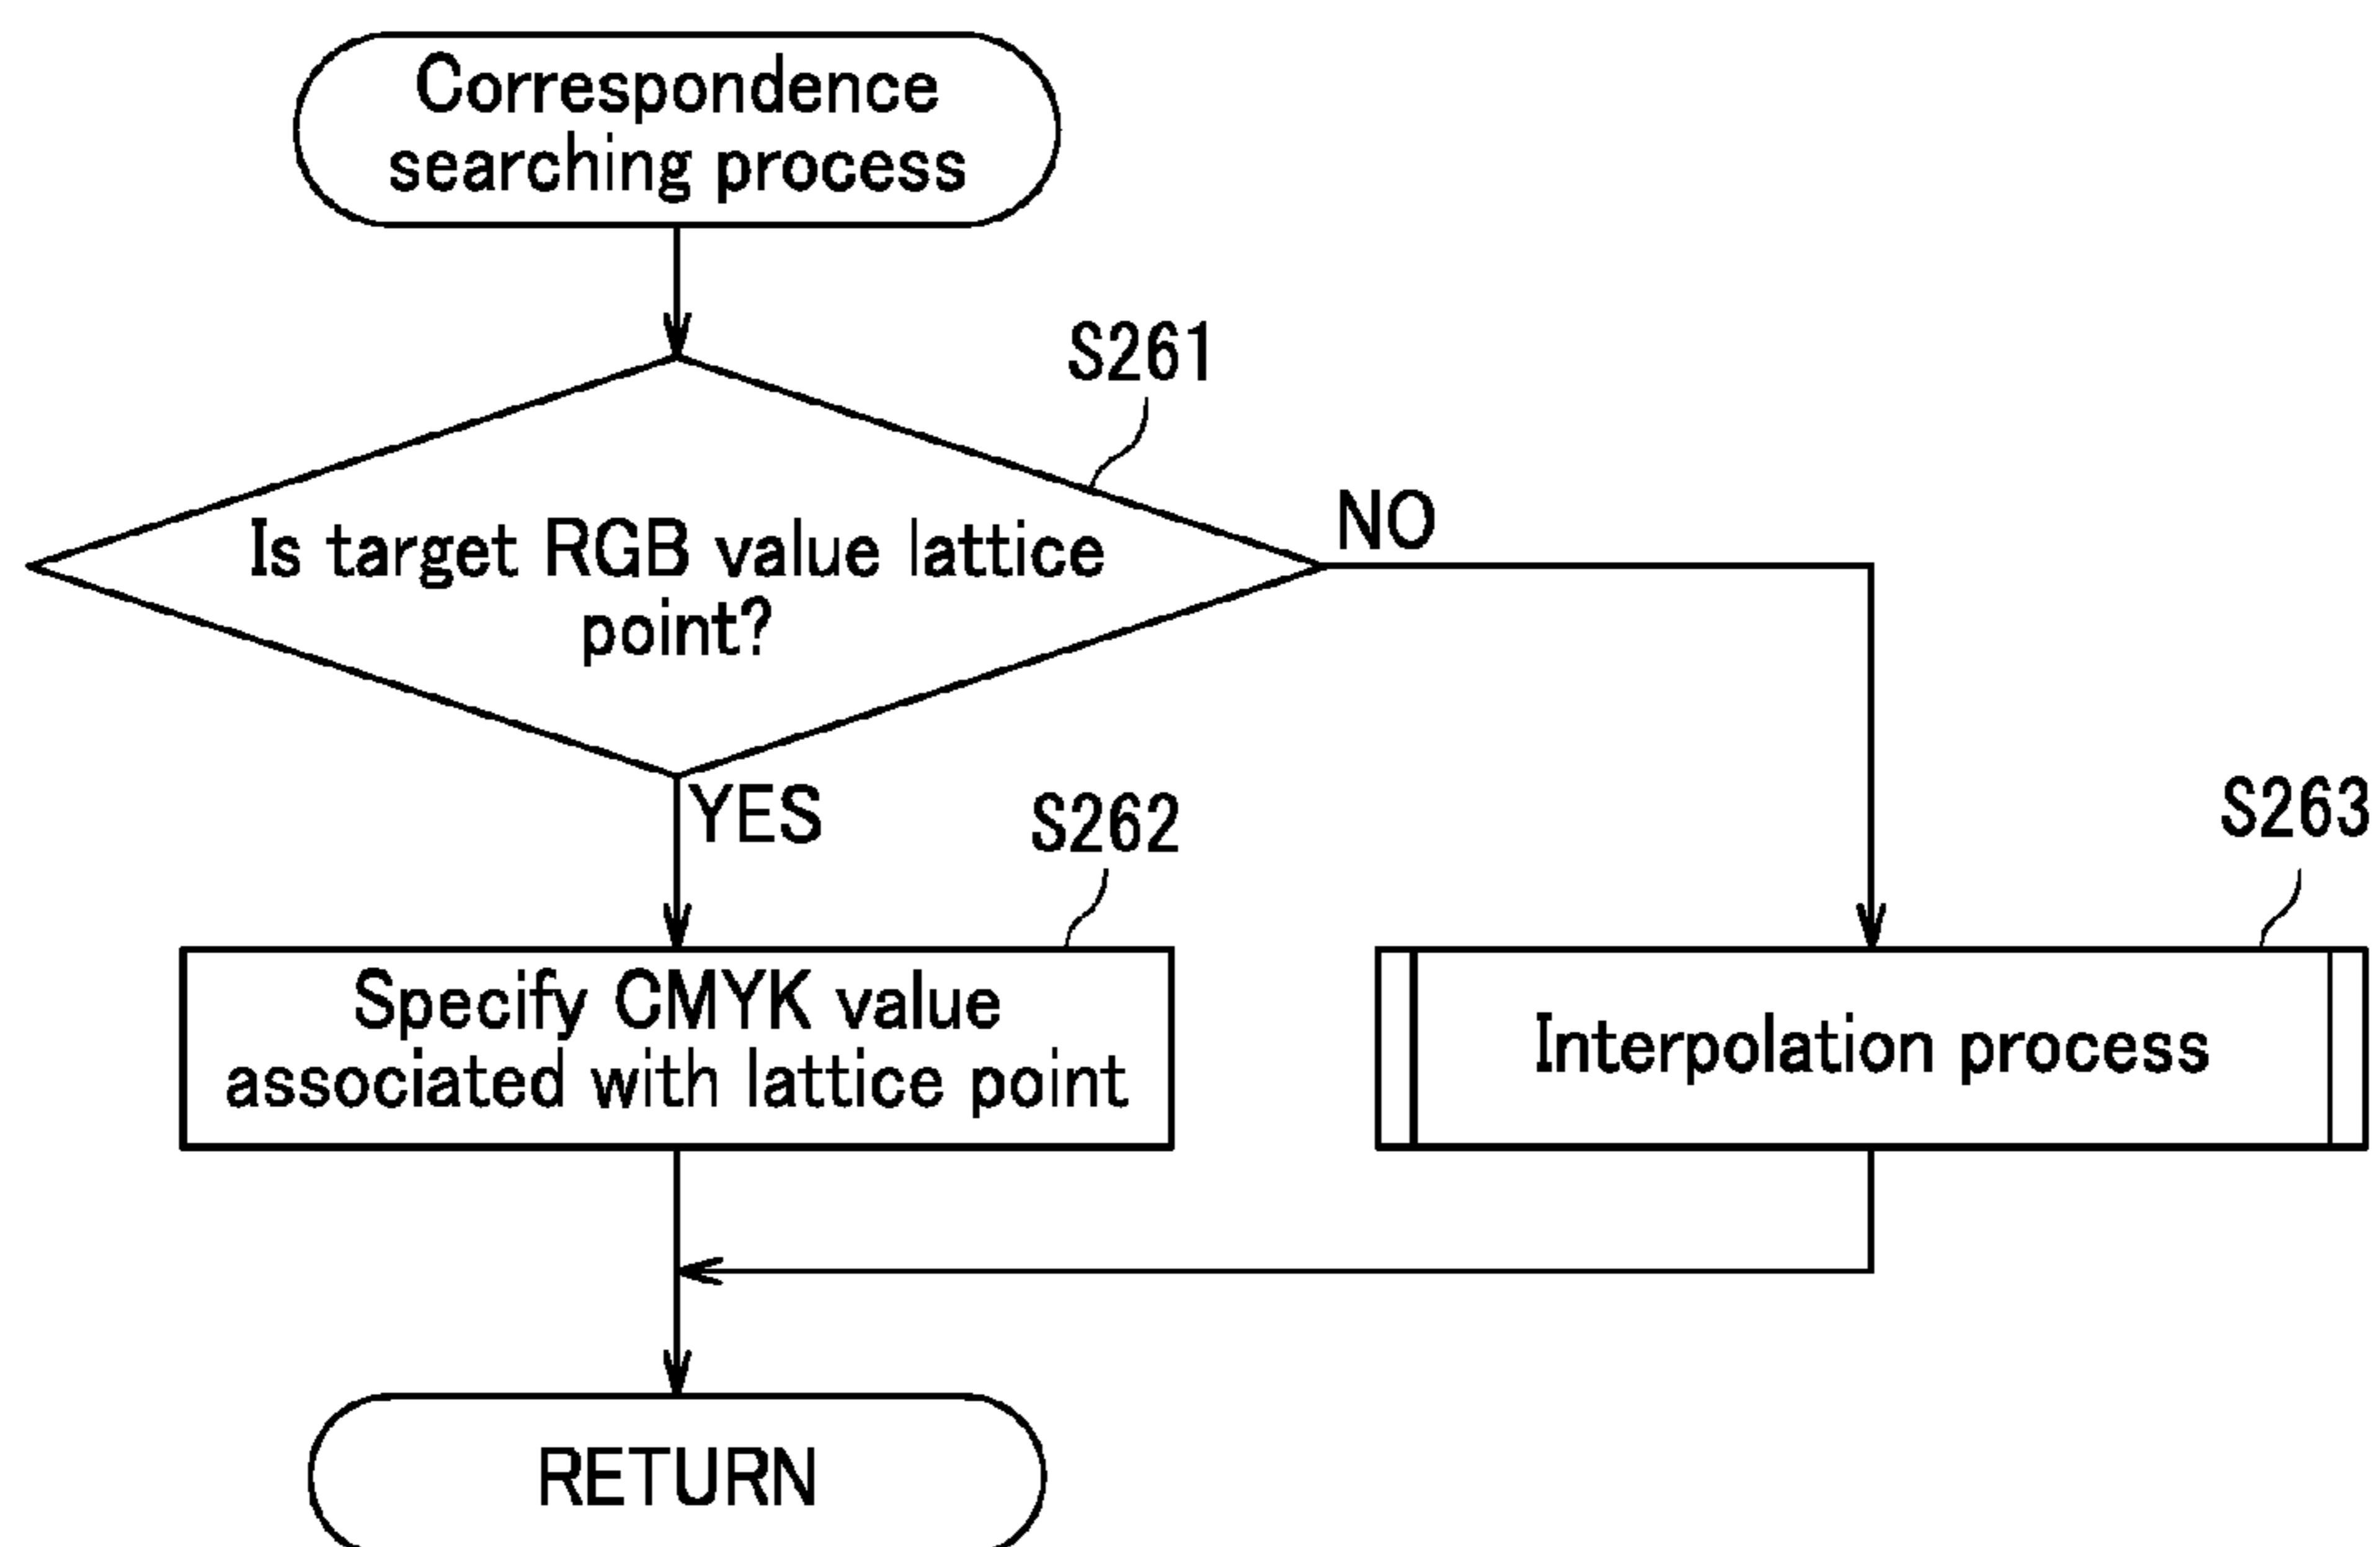 Correspondence
searching process
S261
Is target RGB value lattice
point?
NO
YES
S262
S263
Specify CMYK value
associated with lattice point
Interpolation process
RETURN